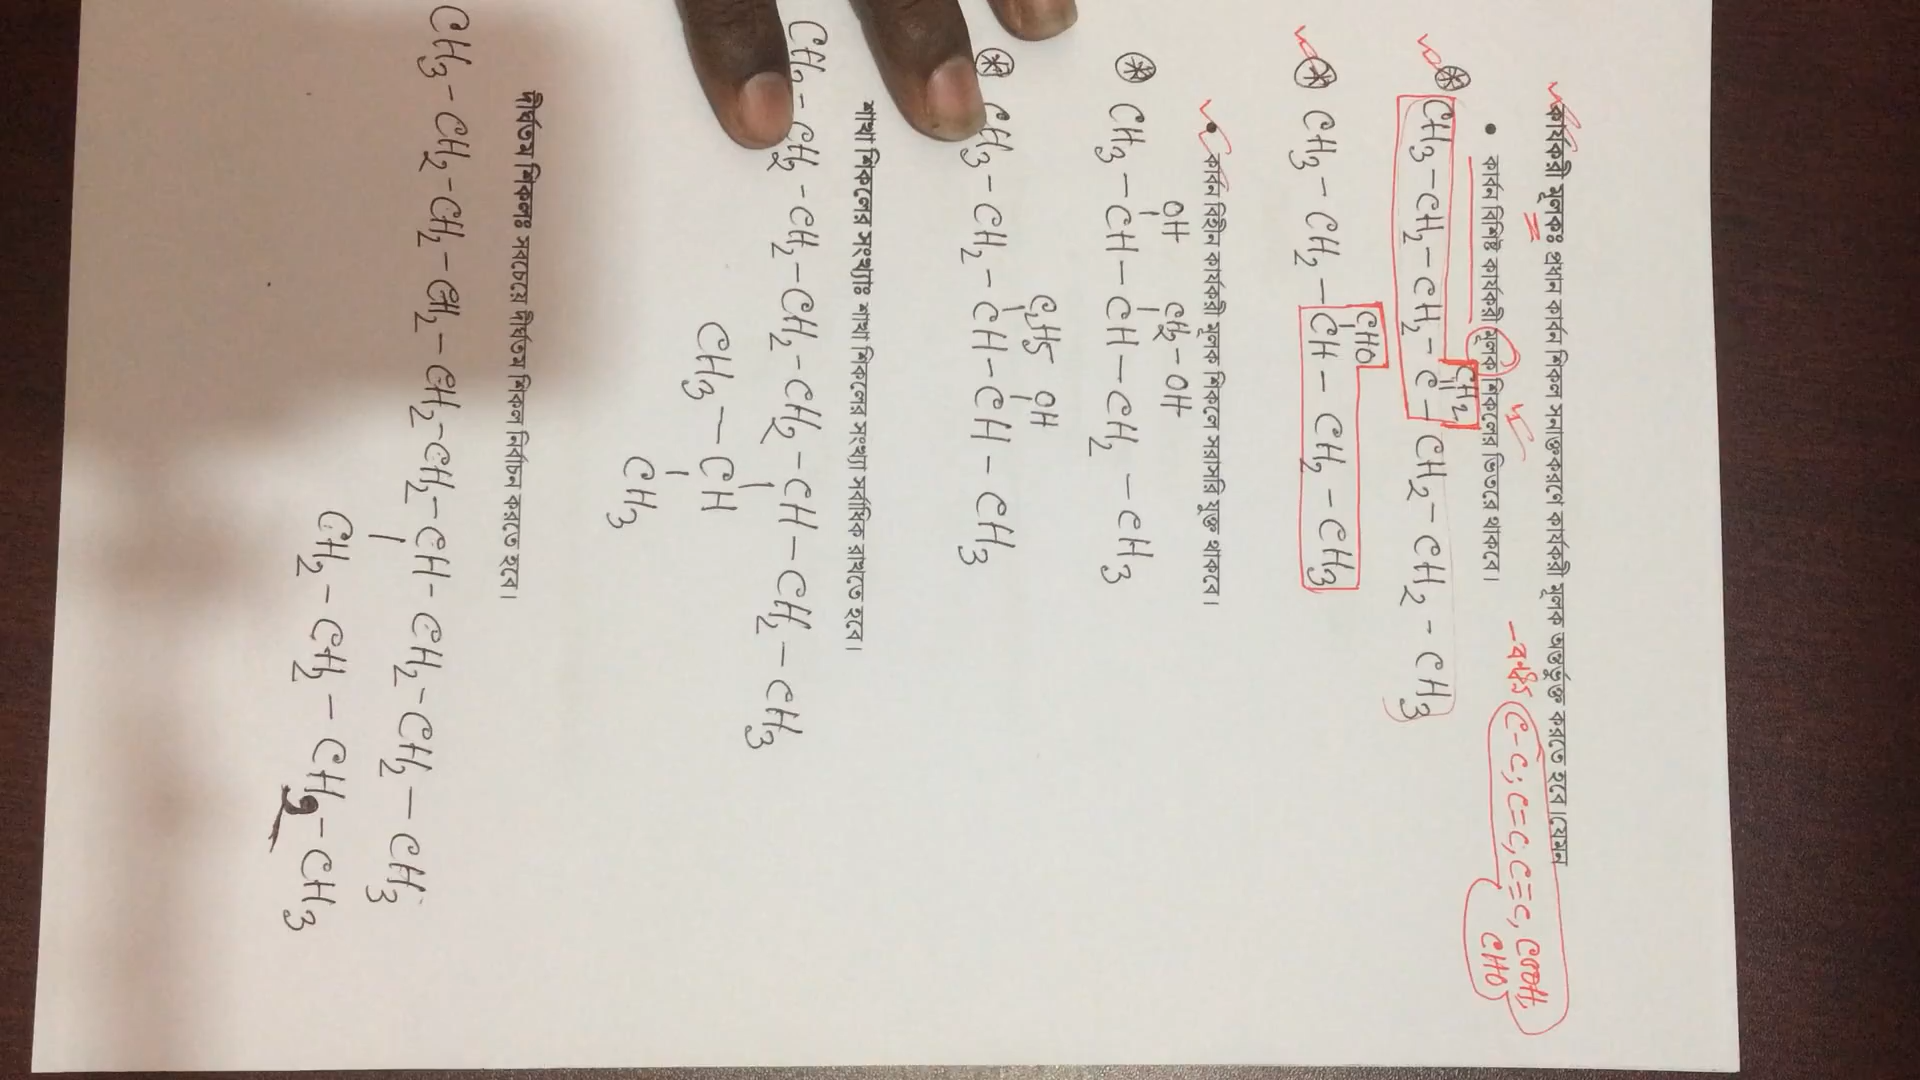 কার্যকরী মূলকঃ প্রধান কার্বন শিকল সনাক্তকরণে কার্যকরী মূলক অন্তর্ভুক্ত করতে হবে। যেমন
C-C, C=C, C≡C, COOH,
CHO
• কার্বন বিশিষ্ট কার্যকরী মূলক শিকলের ভিতরে থাকবে।
CH2
CH3-CH2-CH2-C-CH2-CH2-CH3
CHO
CH3-CH2-CH-CH2-CH3
• কার্বন বিহীন কার্যকরী মূলক শিকলে সরাসরি যুক্ত থাকবে।
OH CH2-OH
CH3-CH-CH-CH2-CH3
C2H5 OH
CH3-CH2-CH-CH-CH3
শাখা শিকলের সংখ্যাঃ শাখা শিকলের সংখ্যা সর্বাধিক রাখতে হবে।
CH3-CH2-CH2-CH2-CH2-CH-CH2-CH3
CH3-CH
CH3
দীর্ঘতম শিকলঃ সবচেয়ে দীর্ঘতম শিকল নির্বাচন করতে হবে।
CH3-CH2-CH2-CH2-CH2-CH2-CH-CH2-CH2-CH3
CH2-CH2-CH2-CH3